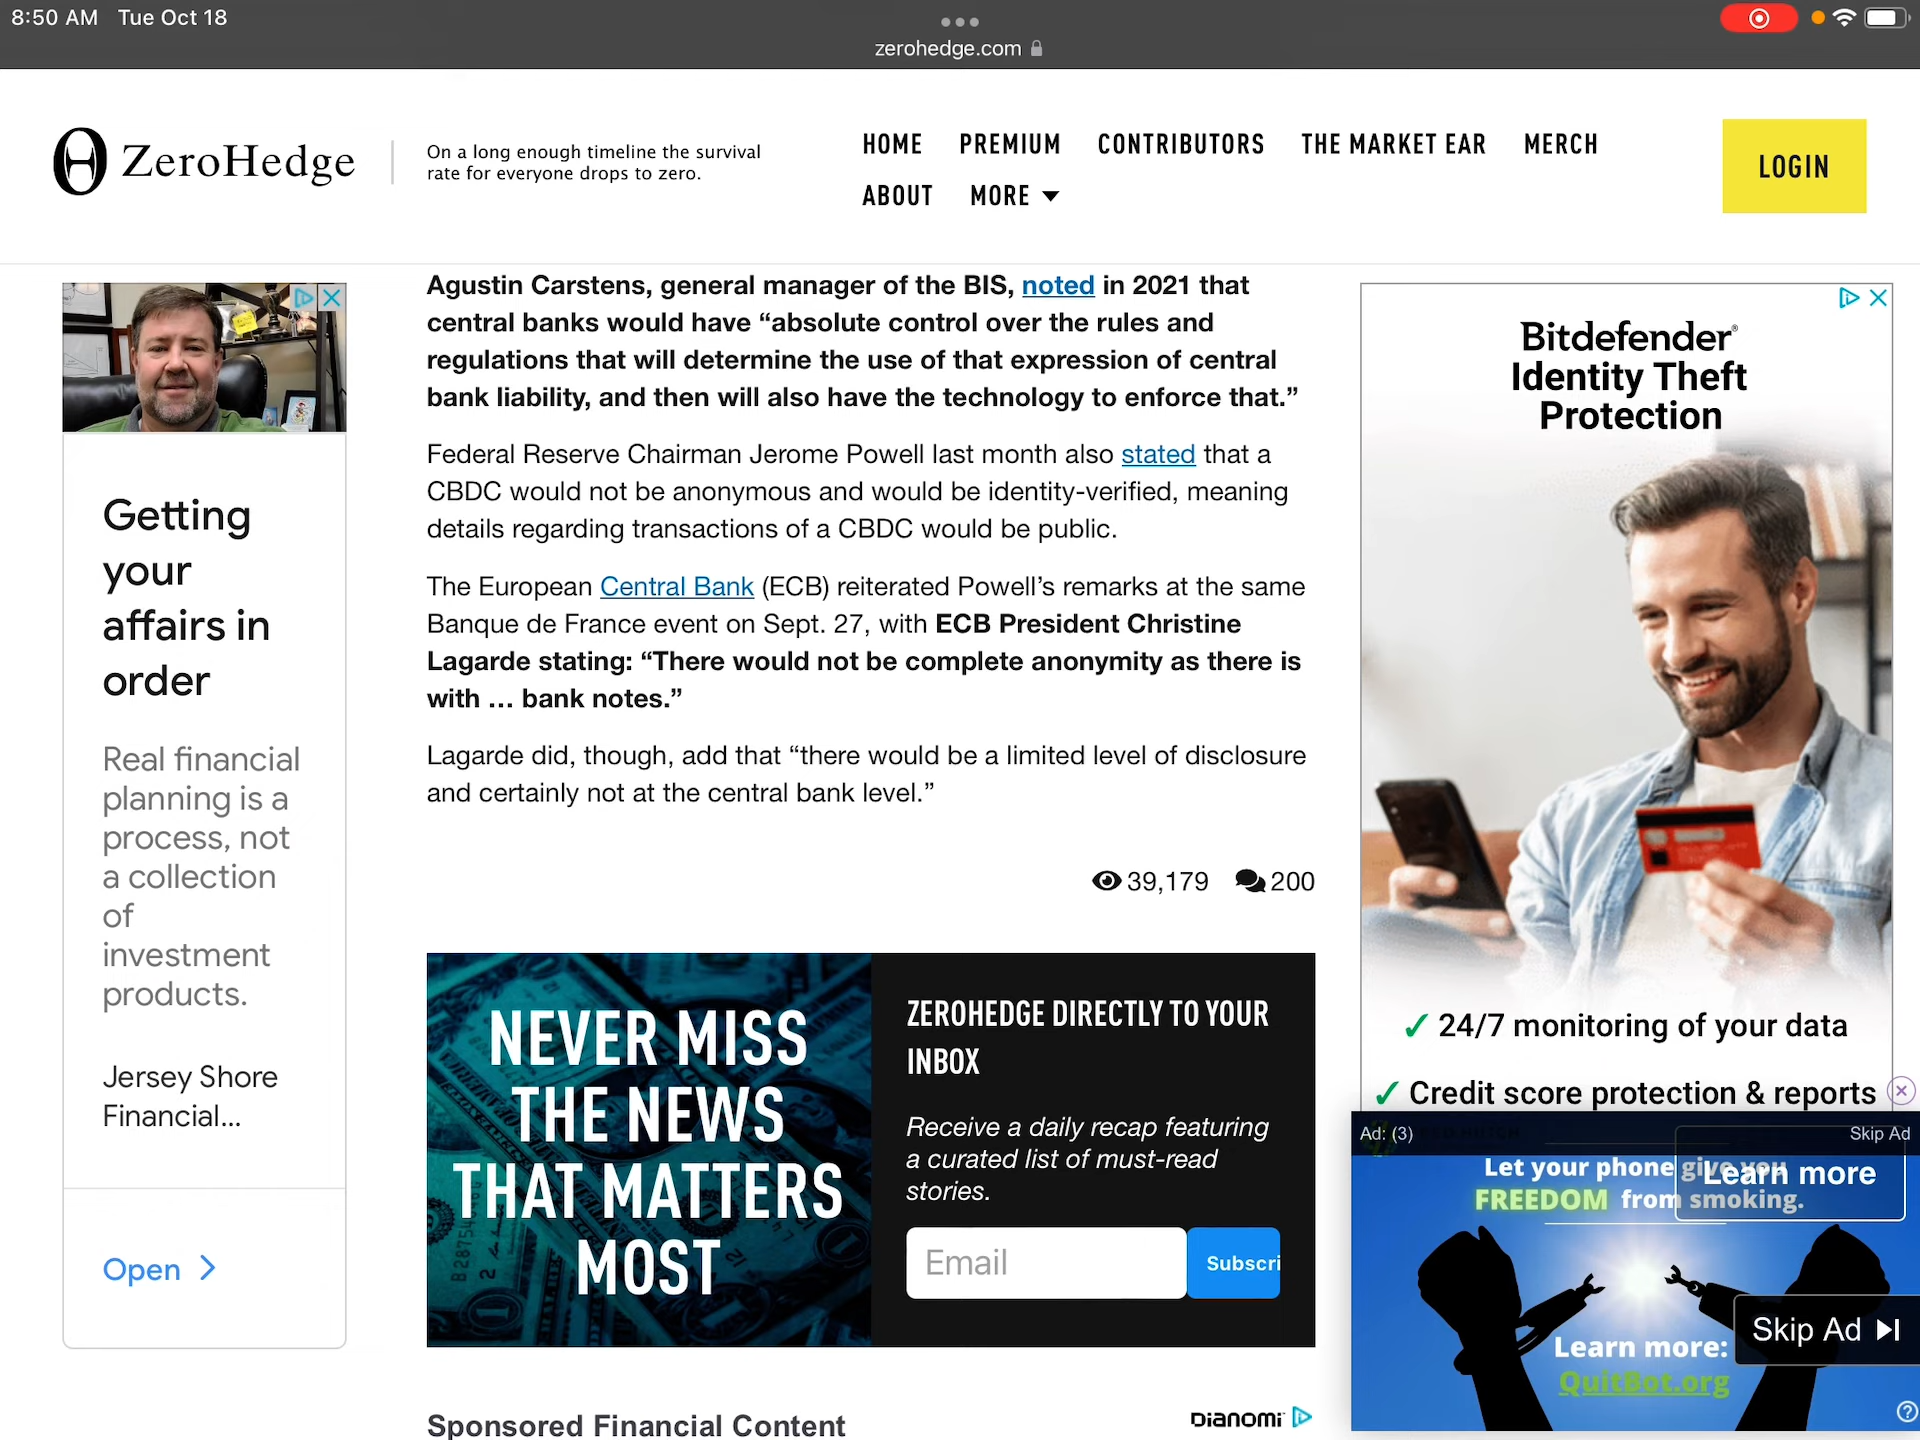 8:50 AM Tue Oct 18
zerohedge.com
ZeroHedge
On a long enough timeline the survival
rate for everyone drops to zero.
HOME PREMIUM CONTRIBUTORS THE MARKET EAR MERCH
ABOUT MORE
LOGIN
Agustin Carstens, general manager of the BIS, noted in 2021 that
central banks would have “absolute control over the rules and
regulations that will determine the use of that expression of central
bank liability, and then will also have the technology to enforce that.”
Federal Reserve Chairman Jerome Powell last month also stated that a
CBDC would not be anonymous and would be identity-verified, meaning
details regarding transactions of a CBDC would be public.
The European Central Bank (ECB) reiterated Powell’s remarks at the same
Banque de France event on Sept. 27, with ECB President Christine
Lagarde stating: “There would not be complete anonymity as there is
with … bank notes.”
Lagarde did, though, add that “there would be a limited level of disclosure
and certainly not at the central bank level.”
39,179 200
Getting
your
affairs in
order
Real financial
planning is a
process, not
a collection
of
investment
products.
Jersey Shore
Financial...
Open
NEVER MISS
THE NEWS
THAT MATTERS
MOST
ZEROHEDGE DIRECTLY TO YOUR
INBOX
Receive a daily recap featuring
a curated list of must-read
stories.
Email
Subscri
Sponsored Financial Content
DIANOMI
Bitdefender®
Identity Theft
Protection
✓ 24/7 monitoring of your data
✓ Credit score protection & reports
Ad: (3)
Skip Ad
Let your phone give you
Learn more
FREEDOM from smoking.
Skip Ad
Learn more:
QuitBot.org